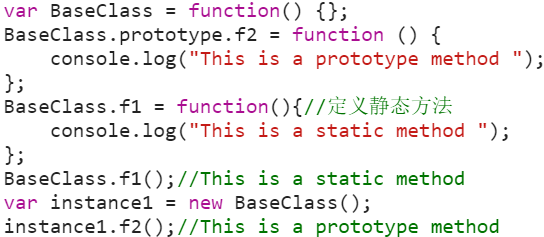 var BaseClass = function() {};
BaseClass.prototype.f2 = function () {
    console.log("This is a prototype method ");
};
BaseClass.f1 = function(){//定义静态方法
    console.log("This is a static method ");
};
BaseClass.f1();//This is a static method
var instance1 = new BaseClass();
instance1.f2();//This is a prototype method